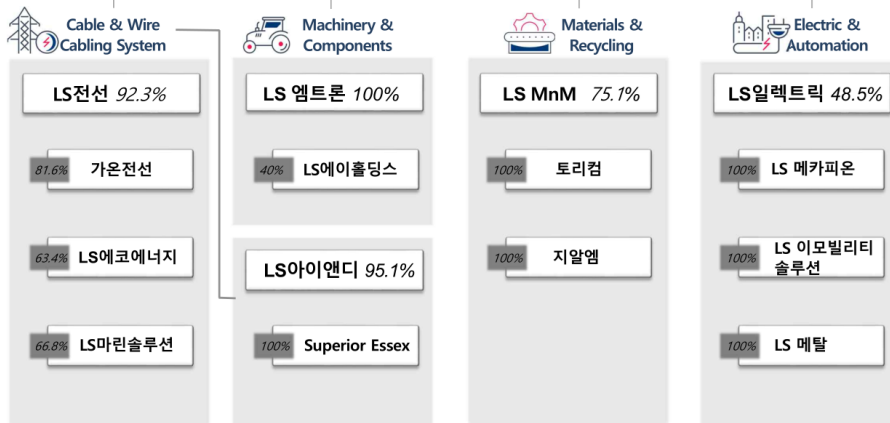 Cable & Wire
Cabling System
LS전선 92.3%
81.6% 가온전선
63.4% LS에코에너지
66.8% LS마린솔루션
Machinery &
Components
LS 엠트론 100%
40% LS에이홀딩스
LS아이앤디 95.1%
100% Superior Essex
Materials &
Recycling
LS MnM 75.1%
100% 토리컴
100% 지알엠
Electric &
Automation
LS일렉트릭 48.5%
100% LS 메카피온
100% LS 이모빌리티
솔루션
100% LS 메탈